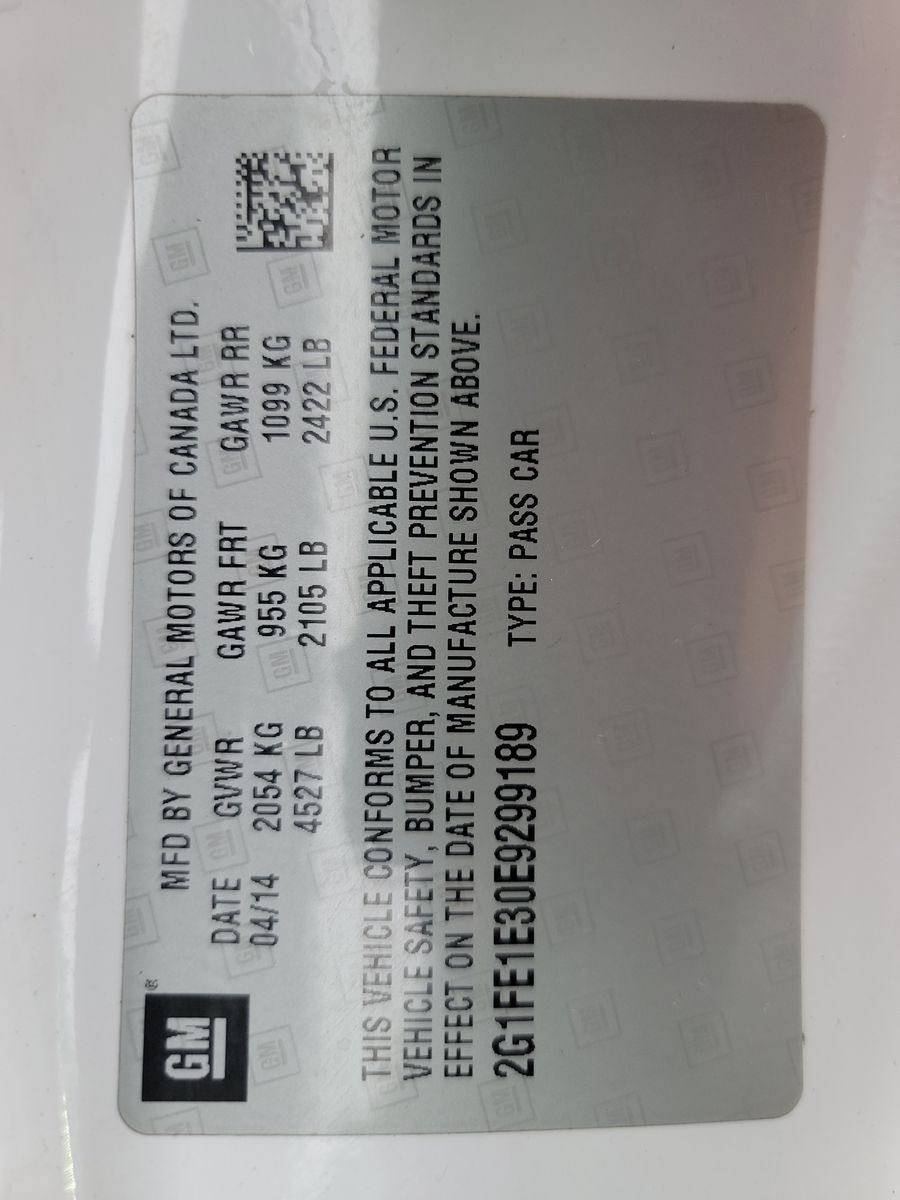 GM ®
MFD BY GENERAL MOTORS OF CANADA LTD.
DATE GVWR GAWR FRT GAWR RR
04/14 2054 KG 955 KG 1099 KG
4527 LB 2105 LB 2422 LB
THIS VEHICLE CONFORMS TO ALL APPLICABLE U.S. FEDERAL MOTOR
VEHICLE SAFETY, BUMPER, AND THEFT PREVENTION STANDARDS IN
EFFECT ON THE DATE OF MANUFACTURE SHOWN ABOVE.
2G1FE1E30E9299189 TYPE: PASS CAR